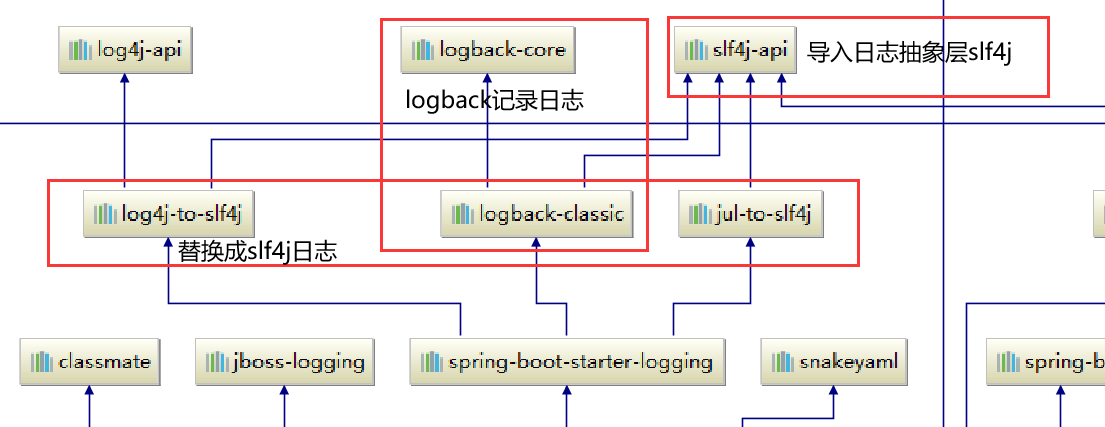 log4j-api
logback-core
slf4j-api
导入日志抽象层slf4j
logback记录日志
log4j-to-slf4j
logback-classic
jul-to-slf4j
替换成slf4j日志
classmate
jboss-logging
spring-boot-starter-logging
snakeyaml
spring-b